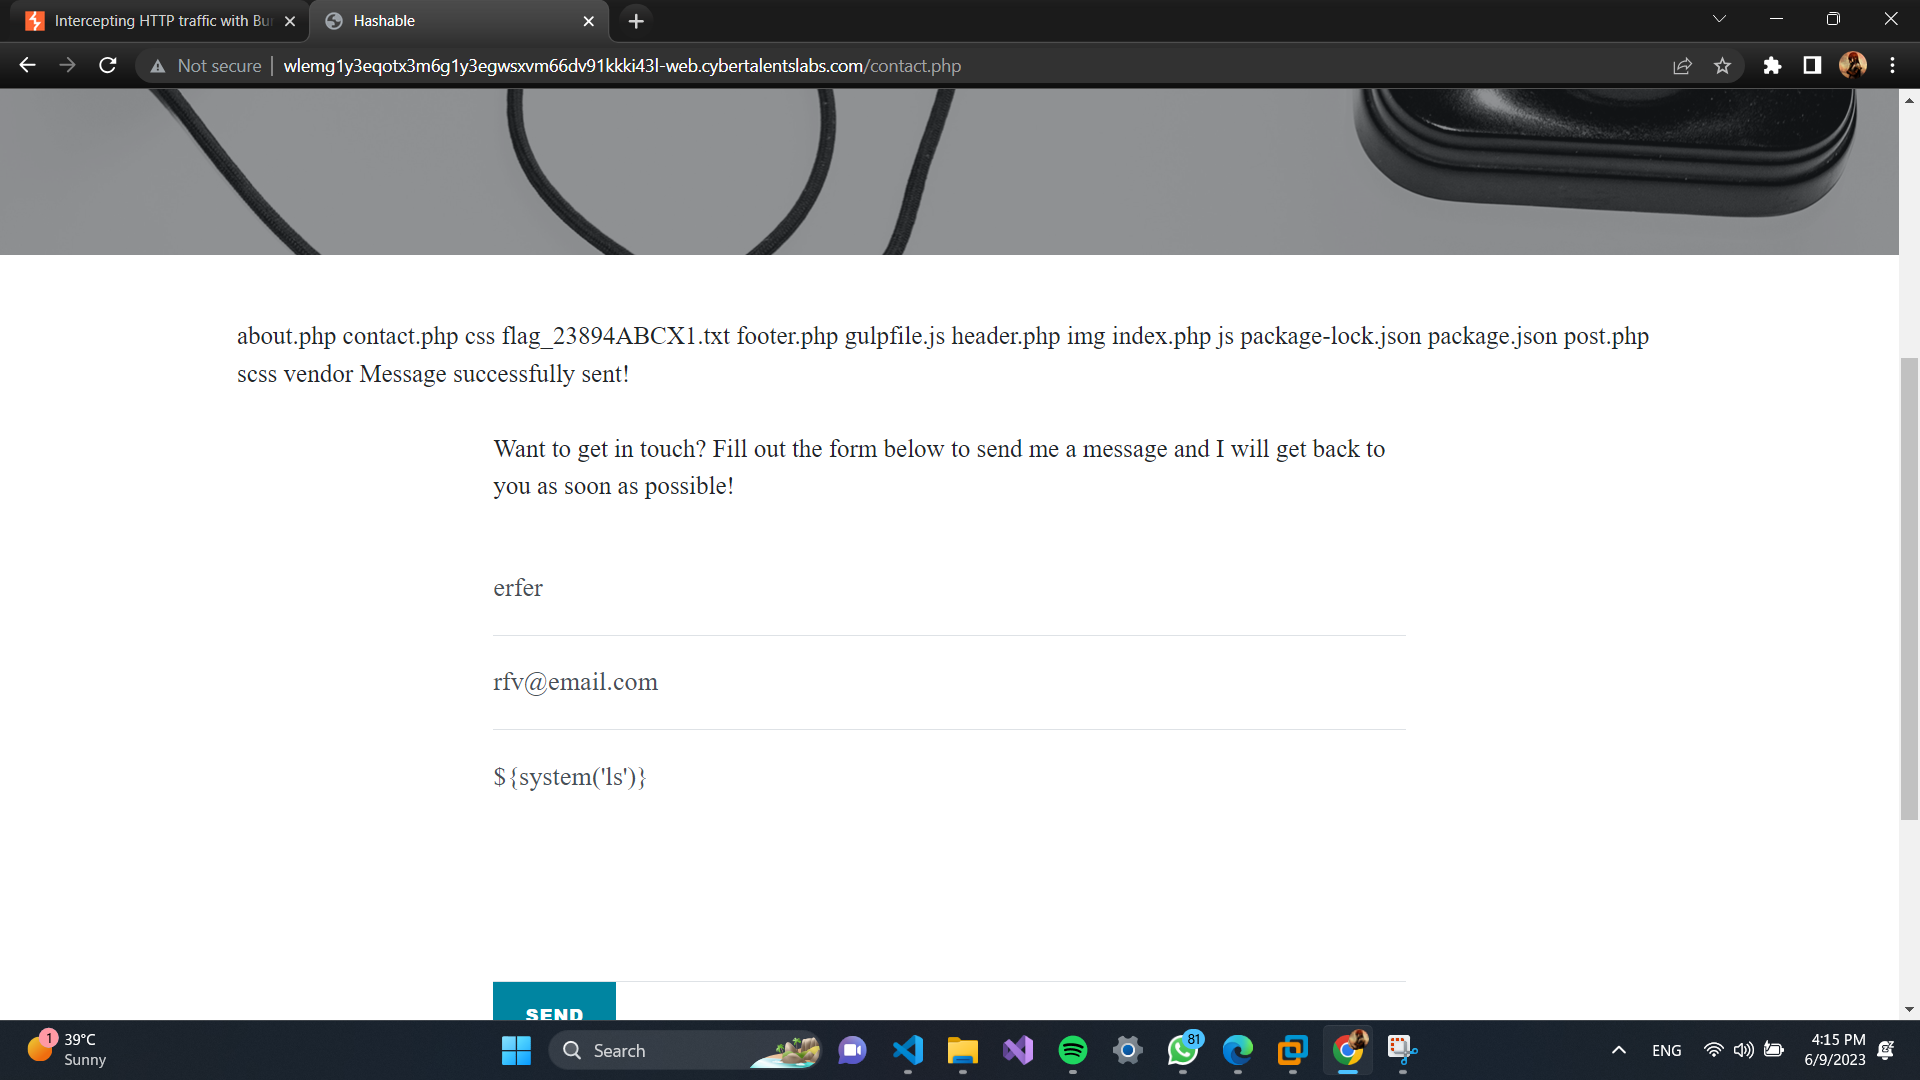 Intercepting HTTP traffic with Bu
Hashable
Not secure
wlemg1y3eqotx3m6g1y3egwsxvm66dv91kkki43l-web.cybertalentslabs.com/contact.php
about.php contact.php css flag_23894ABCX1.txt footer.php gulpfile.js header.php img index.php js package-lock.json package.json post.php
scss vendor Message successfully sent!
Want to get in touch? Fill out the form below to send me a message and I will get back to
you as soon as possible!
erfer
rfv@email.com
${system('ls')}
SEND
1
39°C
Sunny
Search
81
ENG
4:15 PM
6/9/2023